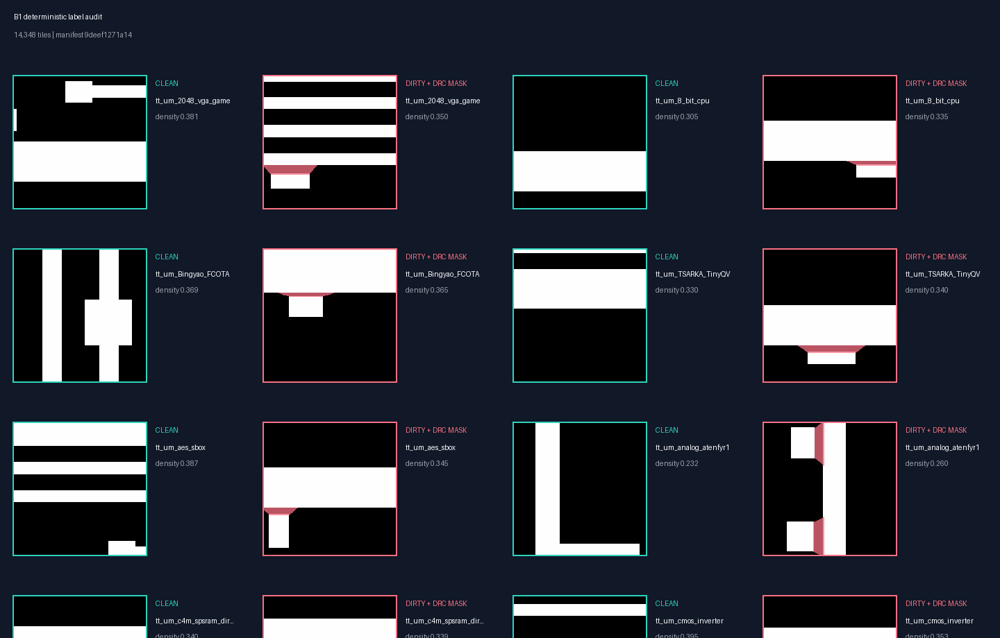 B1 deterministic label audit
14,348 tiles | manifest 9deef1271a14
CLEAN
tt_um_2048_vga_game
density 0.381
DIRTY + DRC MASK
tt_um_2048_vga_game
density 0.350
CLEAN
tt_um_8_bit_cpu
density 0.305
DIRTY + DRC MASK
tt_um_8_bit_cpu
density 0.335
CLEAN
tt_um_Bingyao_FCOTA
density 0.369
DIRTY + DRC MASK
tt_um_Bingyao_FCOTA
density 0.365
CLEAN
tt_um_TSARKA_TinyQV
density 0.330
DIRTY + DRC MASK
tt_um_TSARKA_TinyQV
density 0.340
CLEAN
tt_um_aes_sbox
density 0.387
DIRTY + DRC MASK
tt_um_aes_sbox
density 0.345
CLEAN
tt_um_analog_atenfyr1
density 0.232
DIRTY + DRC MASK
tt_um_analog_atenfyr1
density 0.260
CLEAN
tt_um_c4m_spsram_dir...
density 0.340
DIRTY + DRC MASK
tt_um_c4m_spsram_dir...
density 0.339
CLEAN
tt_um_cmos_inverter
density 0.395
DIRTY + DRC MASK
tt_um_cmos_inverter
density 0.353